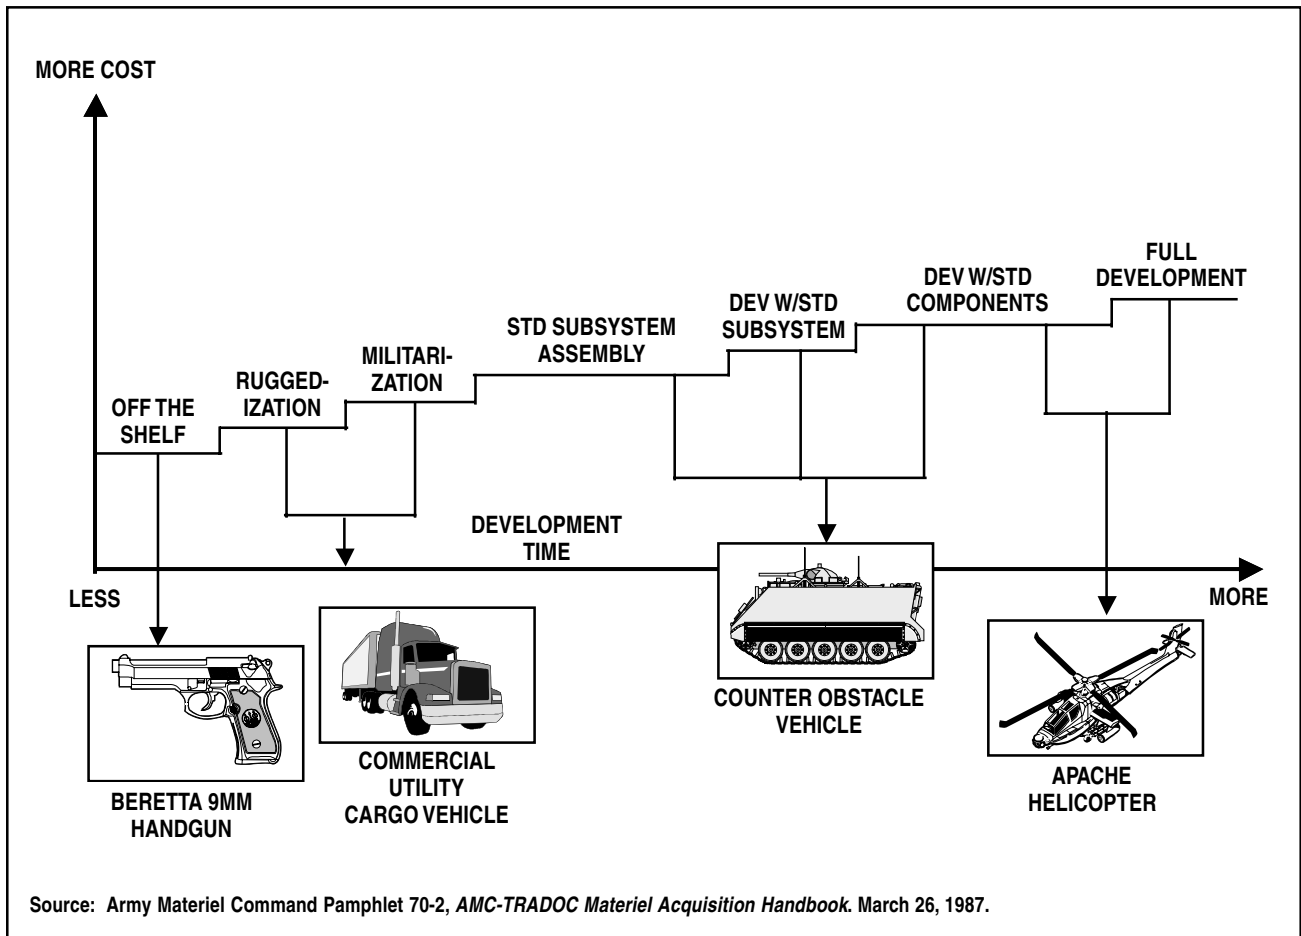 MORE COST
FULL
DEVELOPMENT
DEV W/STD
COMPONENTS
DEV W/STD
SUBSYSTEM
STD SUBSYSTEM
ASSEMBLY
MILITARI-
ZATION
RUGGED-
IZATION
OFF THE
SHELF
DEVELOPMENT
TIME
LESS
MORE
BERETTA 9MM
HANDGUN
COMMERCIAL
UTILITY
CARGO VEHICLE
COUNTER OBSTACLE
VEHICLE
APACHE
HELICOPTER
Source: Army Materiel Command Pamphlet 70-2, AMC-TRADOC Materiel Acquisition Handbook. March 26, 1987.